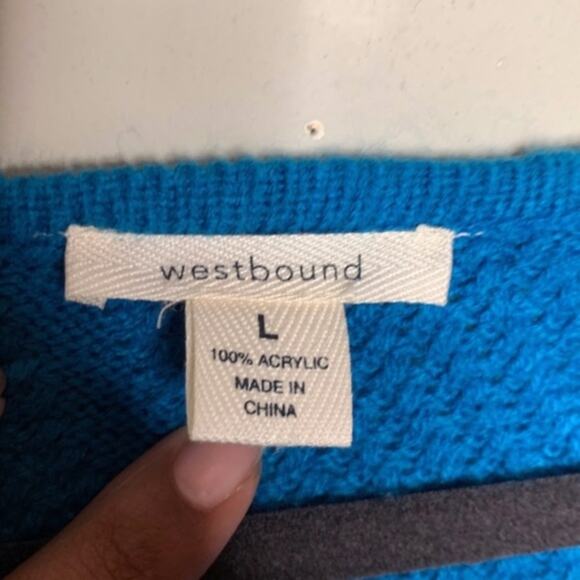 westbound
L
100% ACRYLIC
MADE IN
CHINA